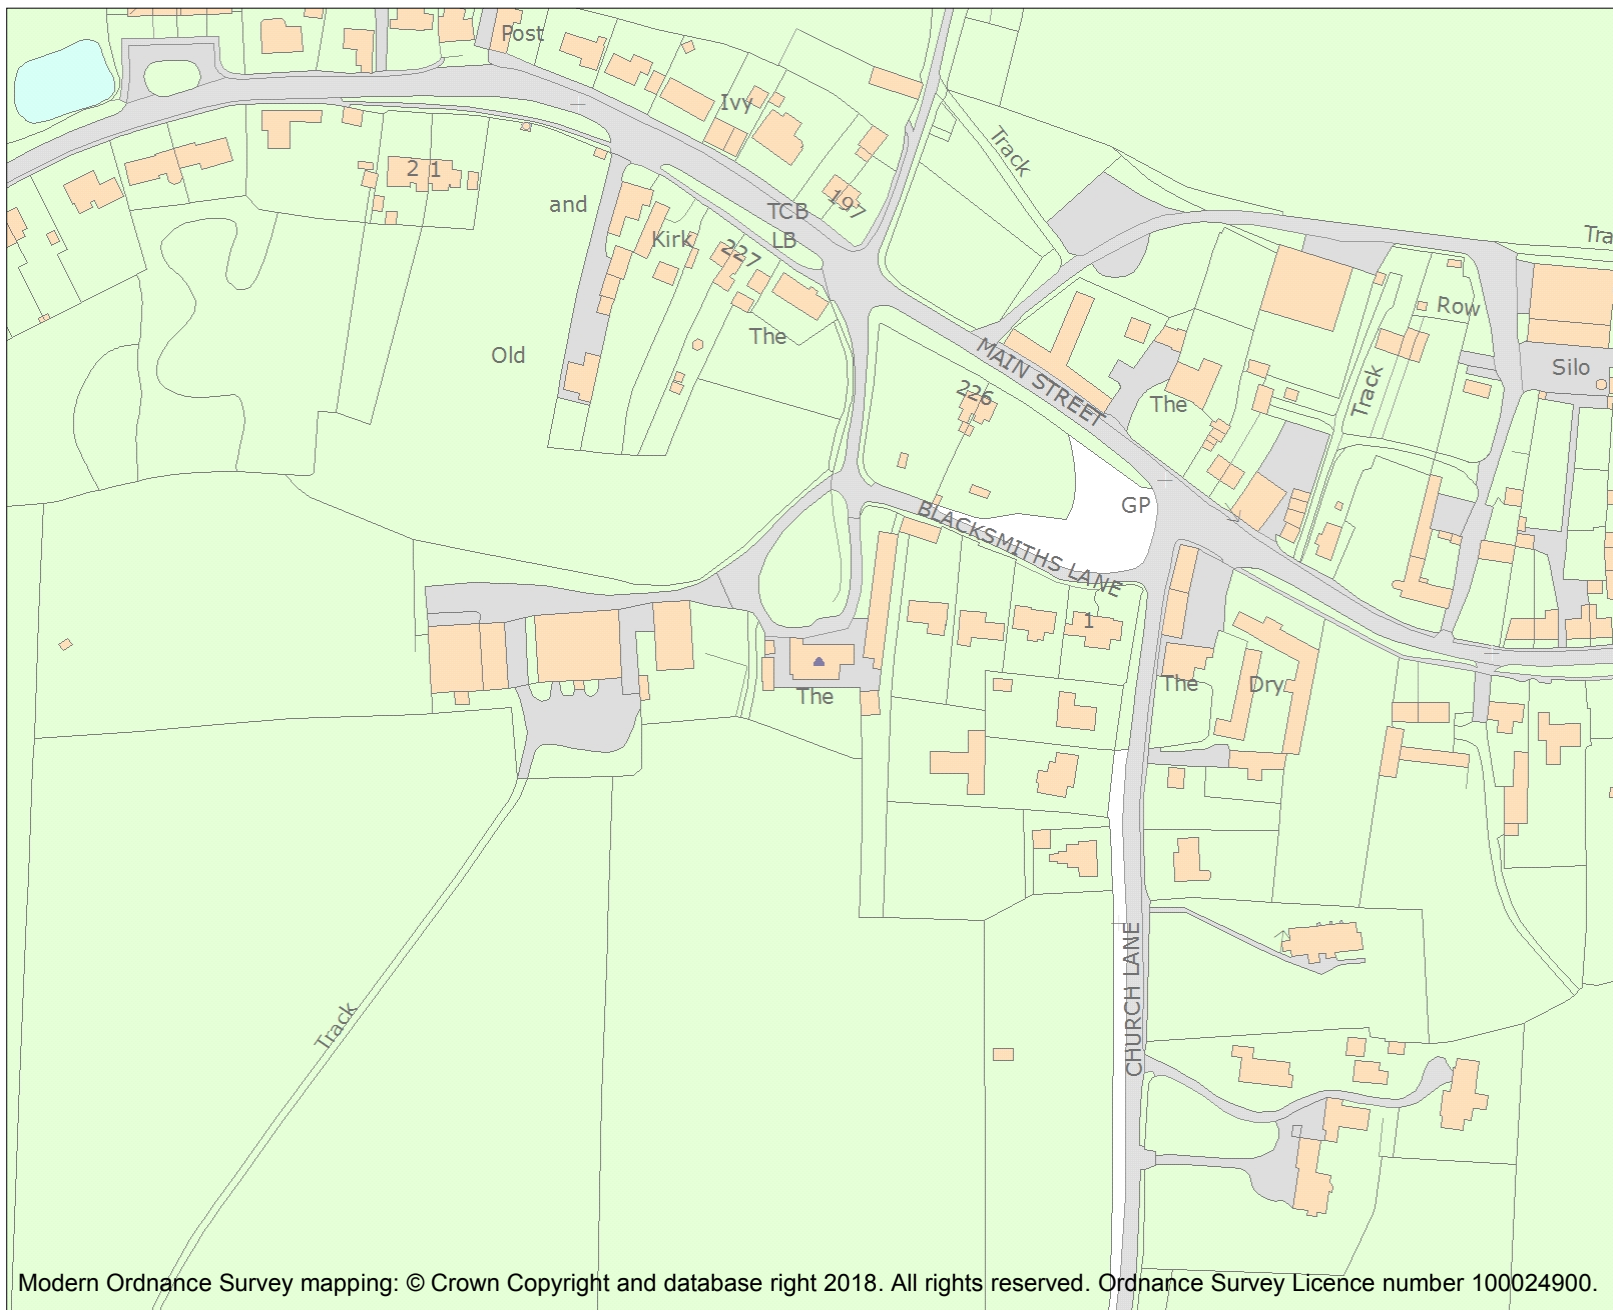 Post
Ivy
Track
2 1
and
197
TCB
LB
Kirk
227
Tra
Row
The
Old
MAIN STREET
Silo
226
The
Track
GP
BLACKSMITHS LANE
1
The
The
Dry
CHURCH LANE
Track
Modern Ordnance Survey mapping: © Crown Copyright and database right 2018. All rights reserved. Ordnance Survey Licence number 100024900.